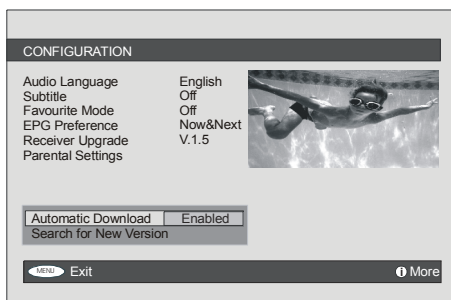 CONFIGURATION
Audio Language English
Subtitle Off
Favourite Mode Off
EPG Preference Now&Next
Receiver Upgrade V.1.5
Parental Settings
Automatic Download Enabled
Search for New Version
MENU Exit i More